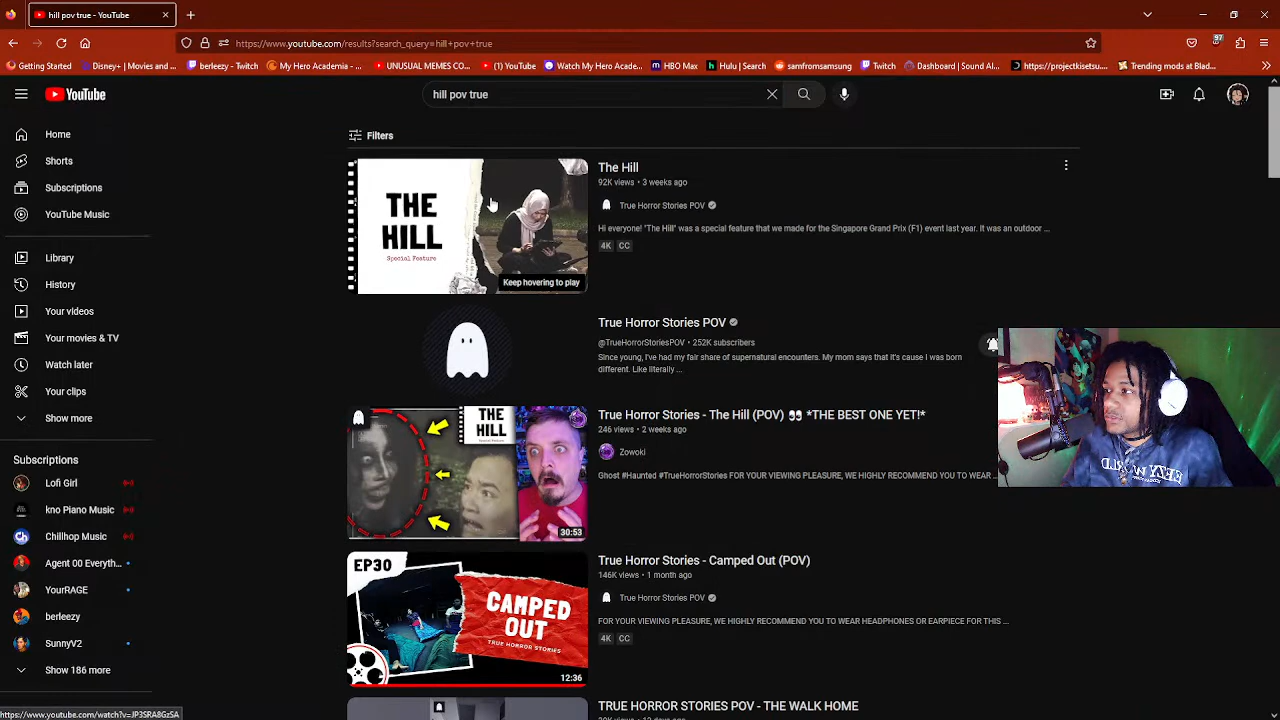 hill pov true - YouTube
https://www.youtube.com/results?search_query=hill+pov+true
97
Getting Started
Disney+ | Movies and ...
berleezy - Twitch
My Hero Academia - ...
UNUSUAL MEMES CO...
(1) YouTube
Watch My Hero Acade...
HBO Max
Hulu | Search
samfromsamsung
Twitch
Dashboard | Sound Al...
https://projectkisetsu....
Trending mods at Blad...
YouTube
hill pov true
Home
Shorts
Subscriptions
YouTube Music
Library
History
Your videos
Your movies & TV
Watch later
Your clips
Show more
Subscriptions
Lofi Girl
kno Piano Music
Chillhop Music
Agent 00 Everyth...
YourRAGE
berleezy
SunnyV2
Show 186 more
Filters
THE
HILL
Special Feature
Keep hovering to play
The Hill
92K views • 3 weeks ago
True Horror Stories POV
Hi everyone! "The Hill" was a special feature that we made for the Singapore Grand Prix (F1) event last year. It was an outdoor ...
4K CC
True Horror Stories POV
@TrueHorrorStoriesPOV • 252K subscribers
Since young, I've had my fair share of supernatural encounters. My mom says that it's cause I was born
different. Like literally ...
THE
HILL
Special Feature
30:53
True Horror Stories - The Hill (POV) 👀 *THE BEST ONE YET!*
246 views • 2 weeks ago
Zowoki
Ghost #Haunted #TrueHorrorStories FOR YOUR VIEWING PLEASURE, WE HIGHLY RECOMMEND YOU TO WEAR ...
EP30
CAMPED
OUT
TRUE HORROR STORIES
12:36
True Horror Stories - Camped Out (POV)
146K views • 1 month ago
True Horror Stories POV
FOR YOUR VIEWING PLEASURE, WE HIGHLY RECOMMEND YOU TO WEAR HEADPHONES OR EARPIECE FOR THIS ...
4K CC
TRUE HORROR STORIES POV - THE WALK HOME
https://www.youtube.com/watch?v=JP3SRA8GzSA